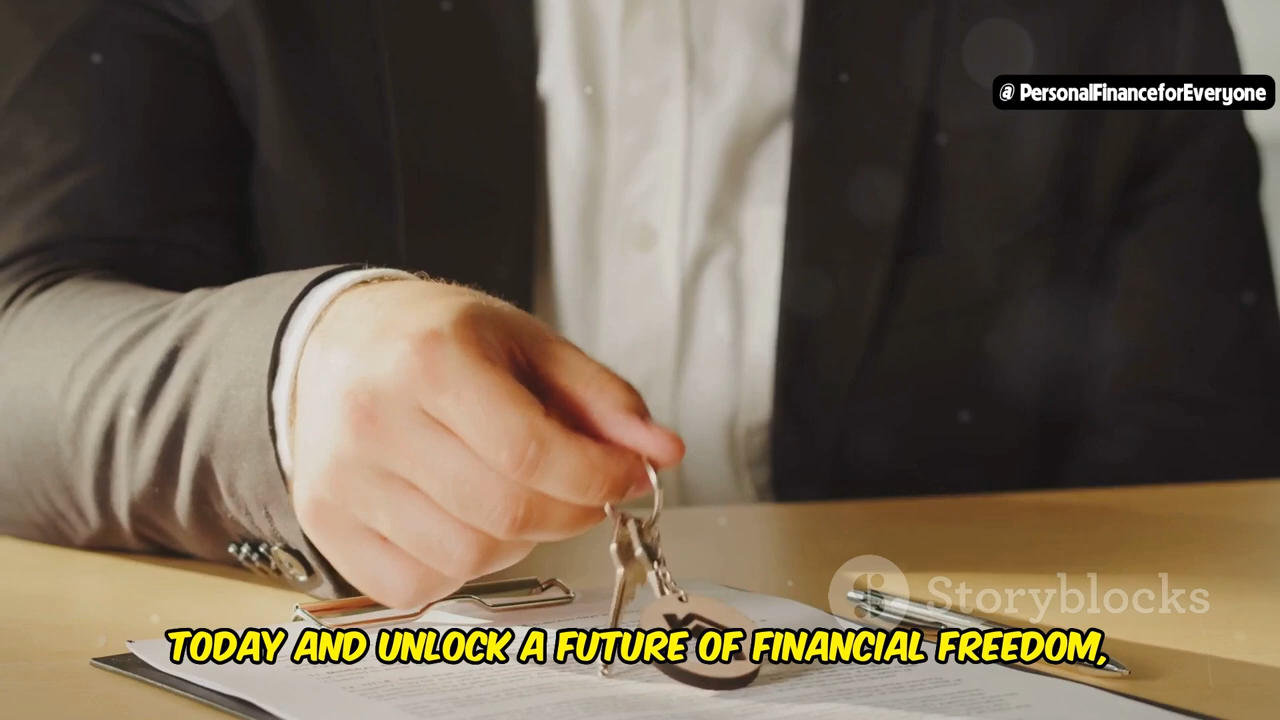 @ PersonalFinanceforEveryone
Storyblocks
TODAY AND UNLOCK A FUTURE OF FINANCIAL FREEDOM,